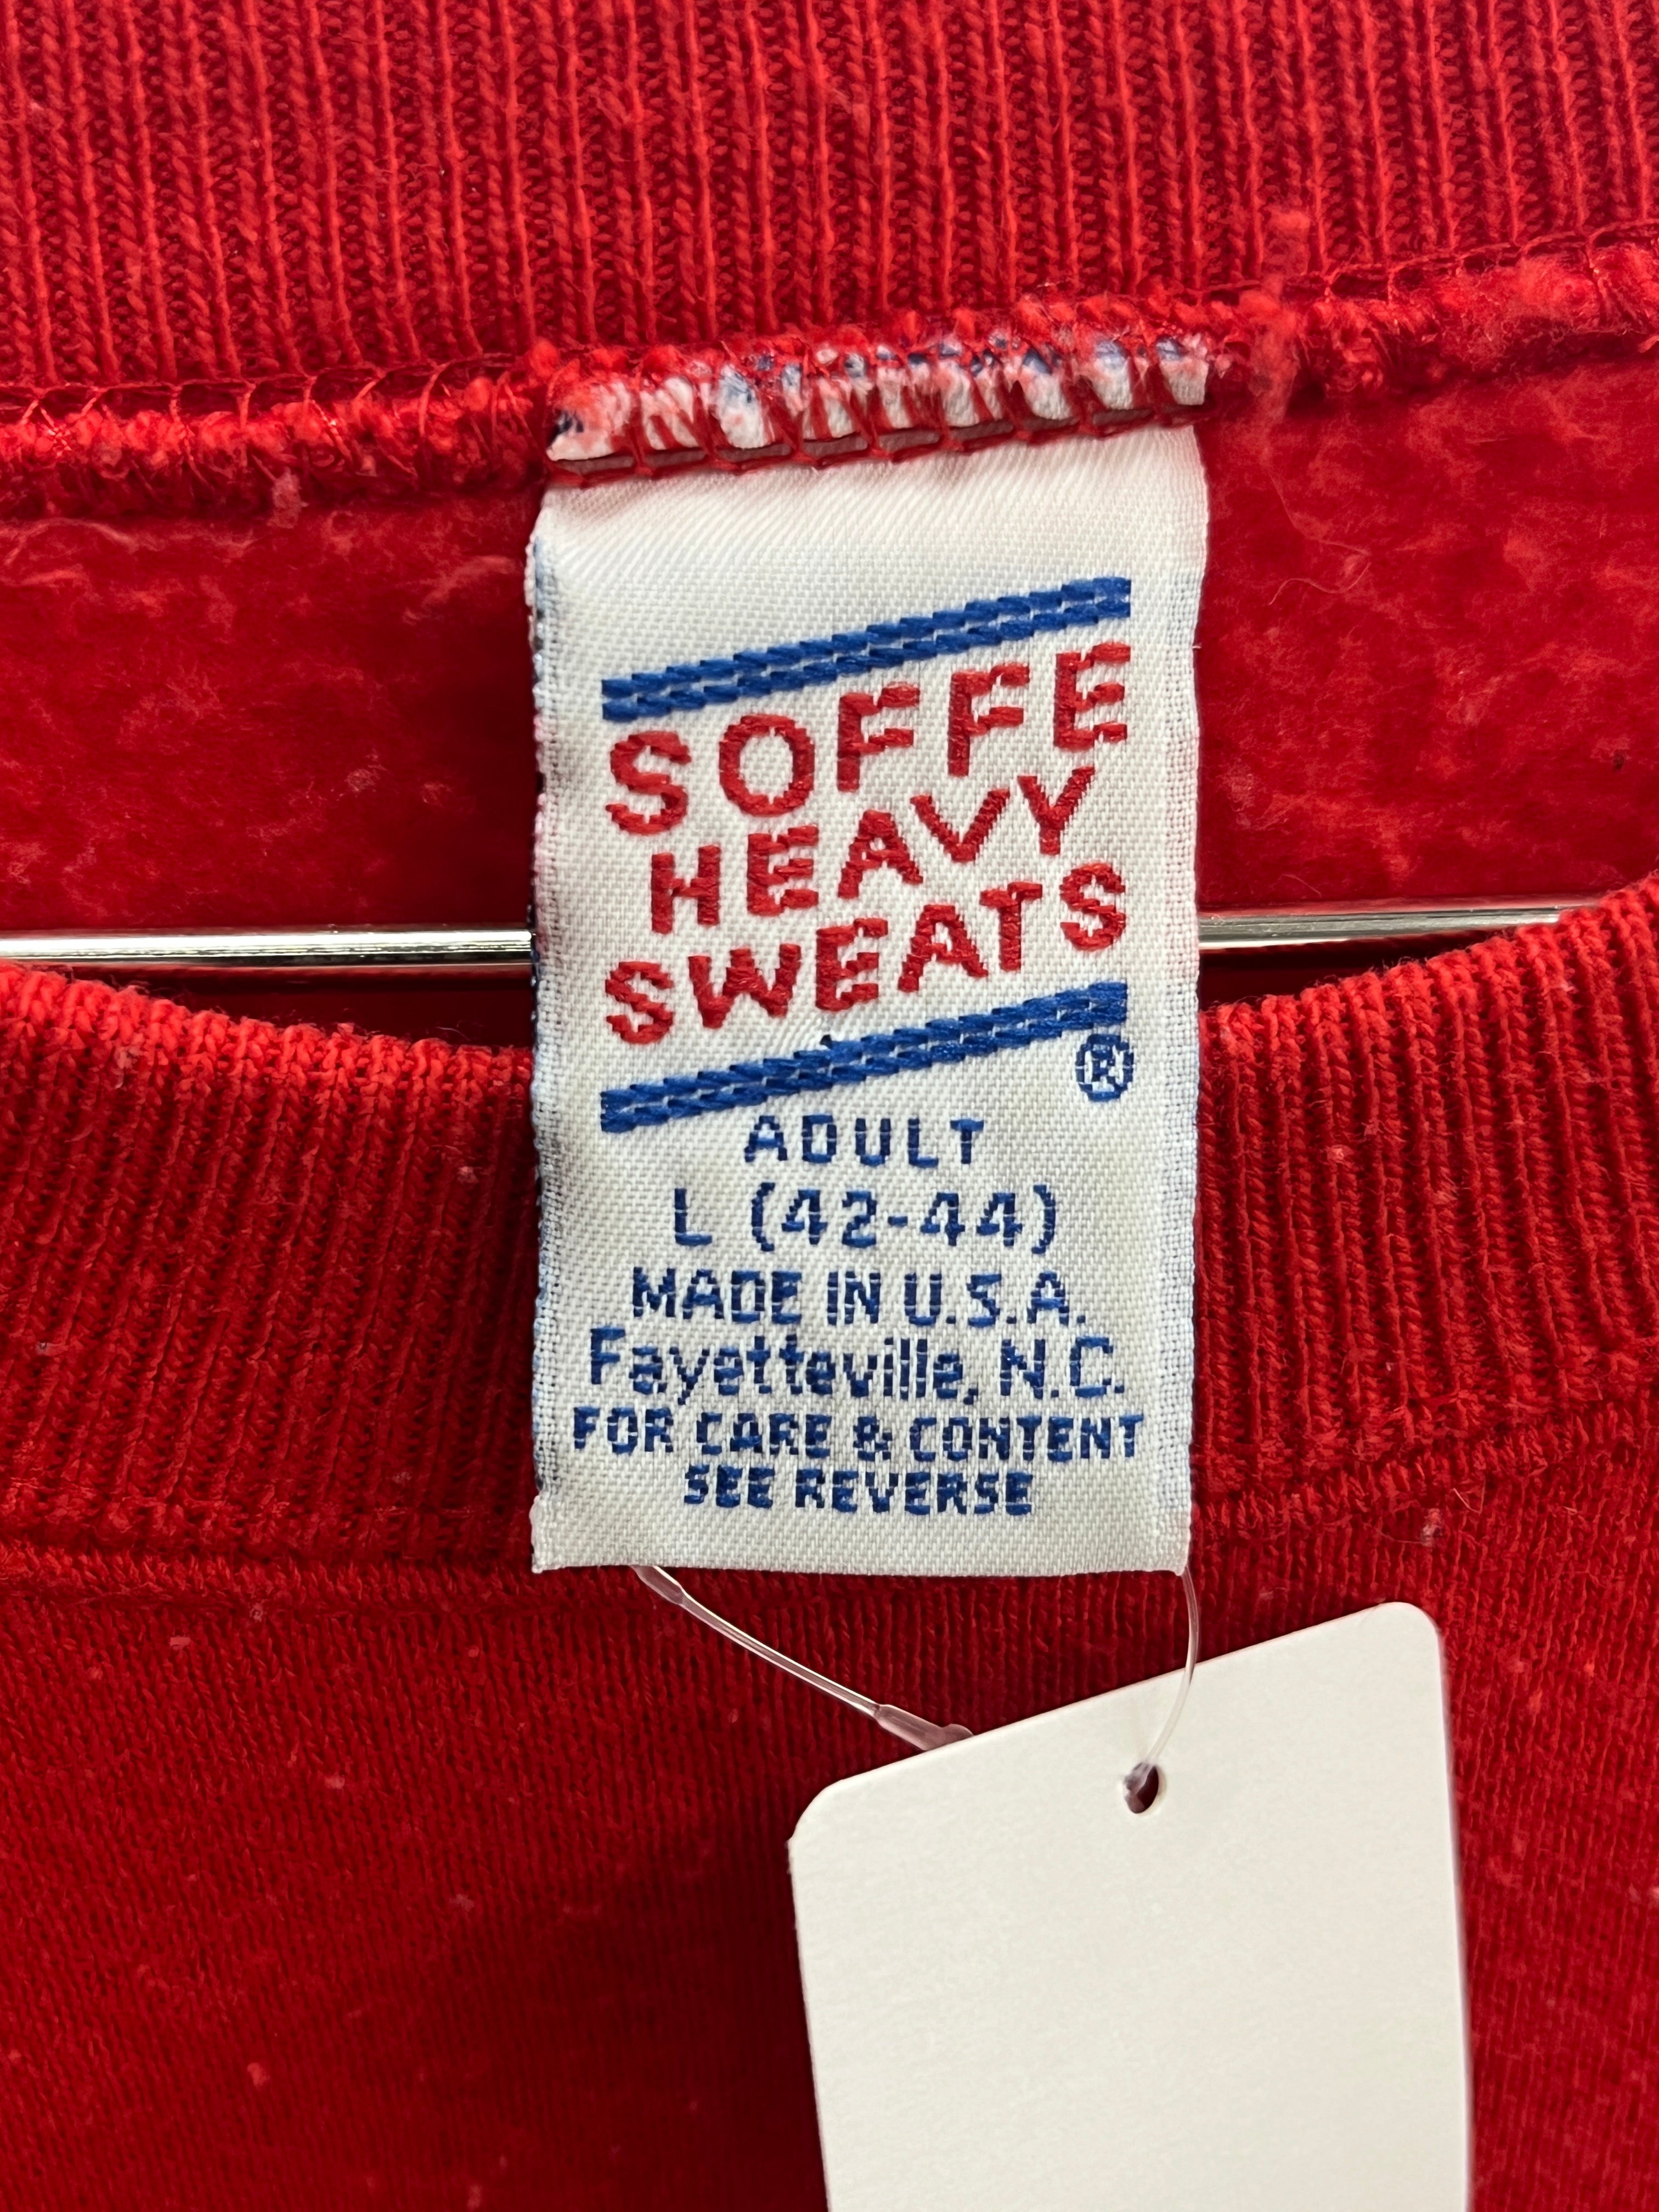 SOFFE
HEAVY
SWEATS
®
ADULT
L (42-44)
MADE IN U.S.A.
Fayetteville, N.C.
FOR CARE & CONTENT
SEE REVERSE